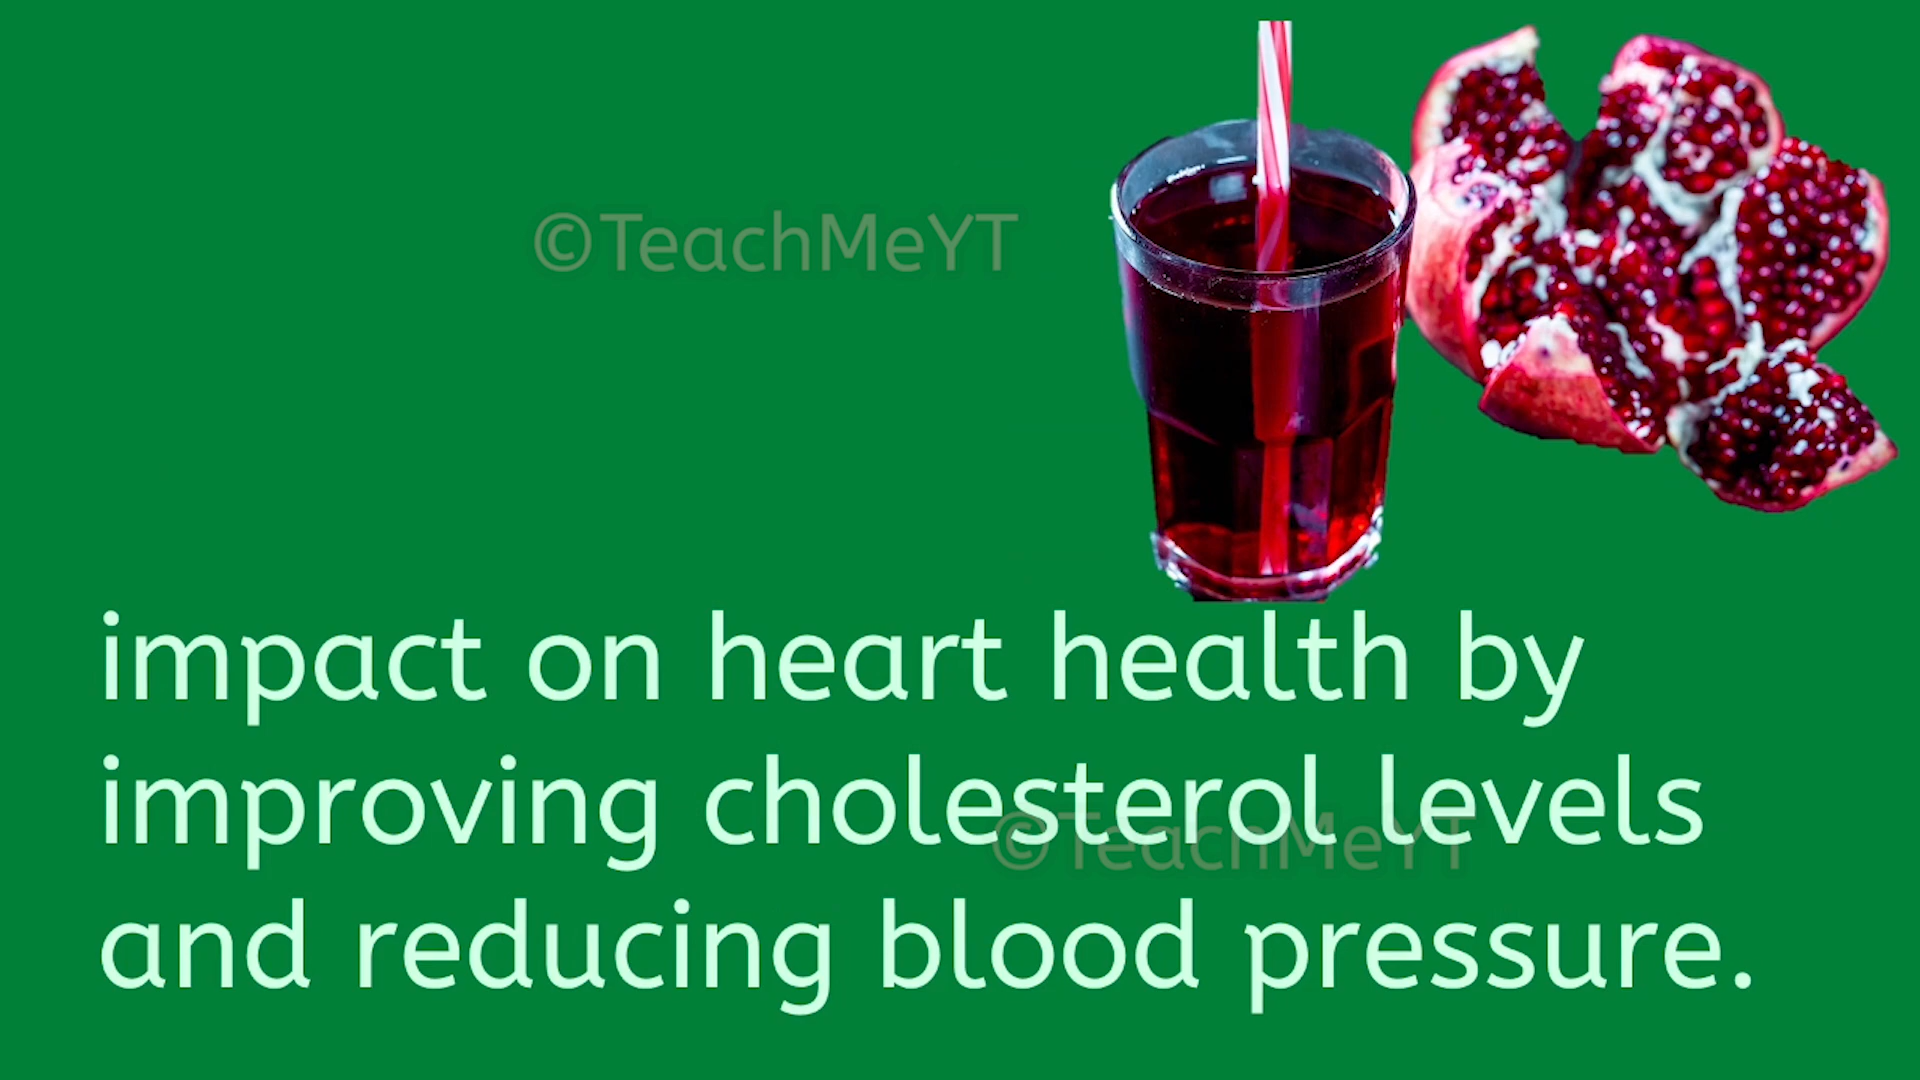 ©TeachMeYT
impact on heart health by
improving cholesterol levels
©TeachMeYT
and reducing blood pressure.